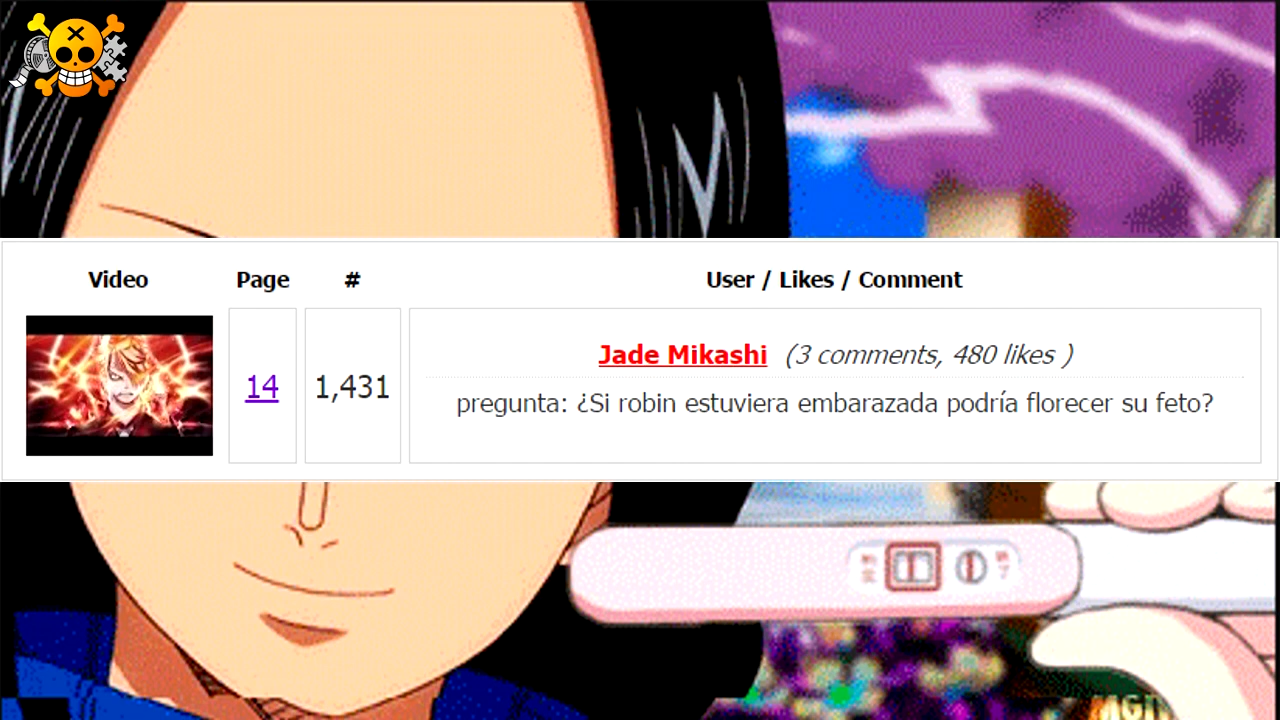 Video Page # User / Likes / Comment
Jade Mikashi (3 comments, 480 likes )
14 1,431
pregunta: ¿Si robin estuviera embarazada podría florecer su feto?